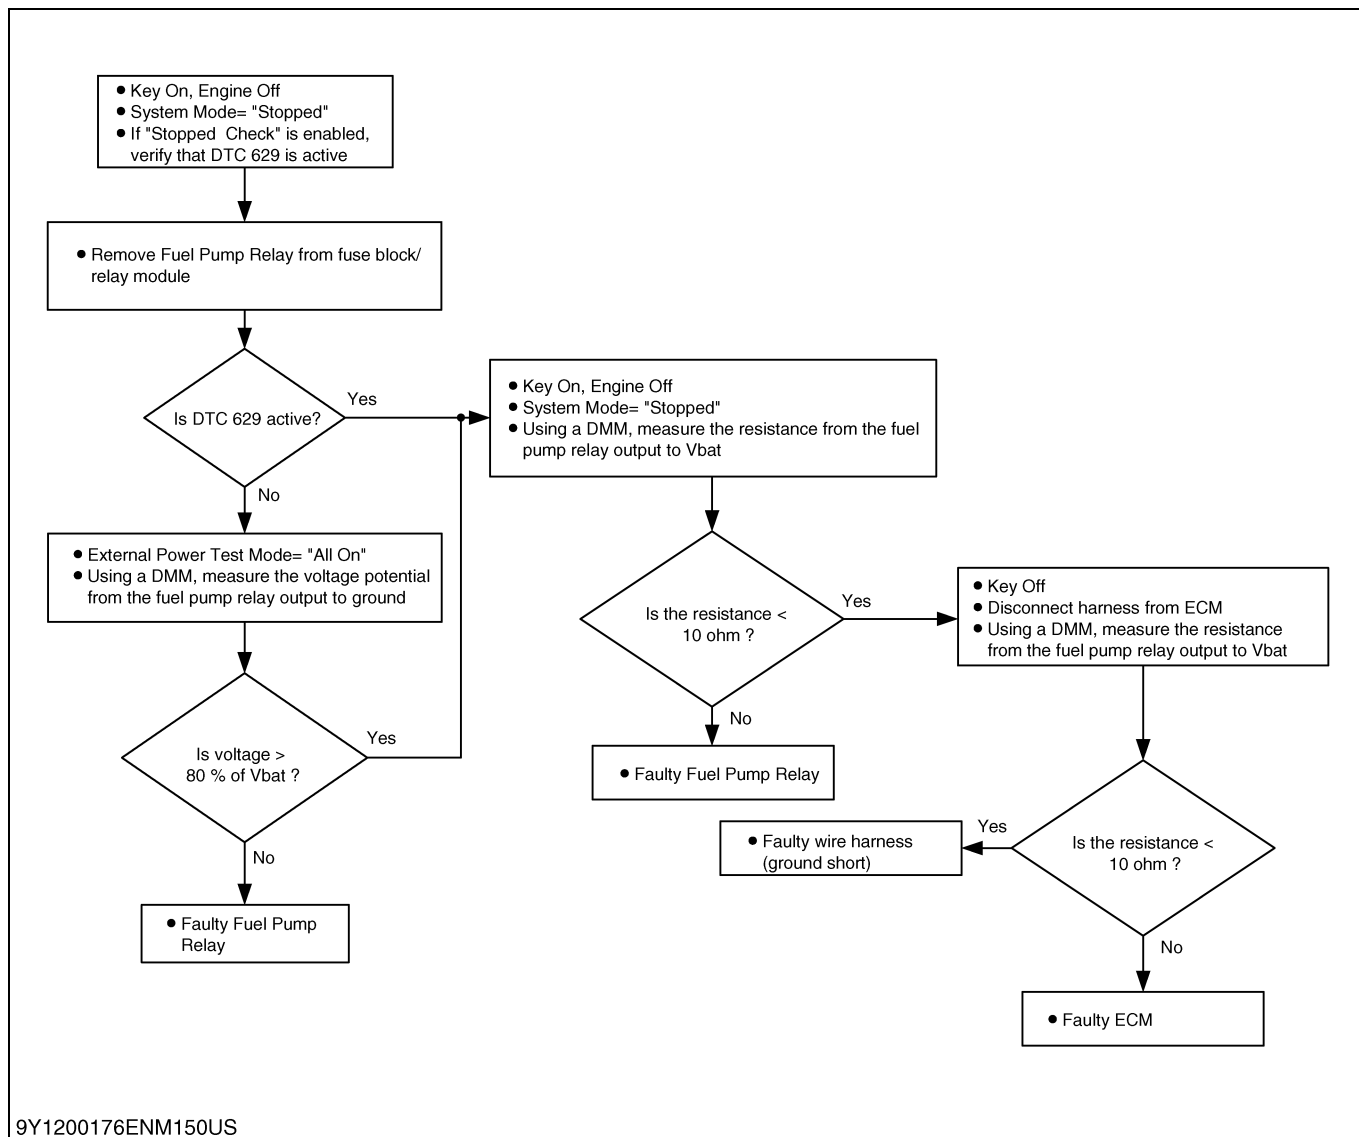 ● Key On, Engine Off
● System Mode= "Stopped"
● If "Stopped Check" is enabled,
verify that DTC 629 is active
● Remove Fuel Pump Relay from fuse block/
relay module
Is DTC 629 active?
Yes
No
● Key On, Engine Off
● System Mode= "Stopped"
● Using a DMM, measure the resistance from the fuel
pump relay output to Vbat
● External Power Test Mode= "All On"
● Using a DMM, measure the voltage potential
from the fuel pump relay output to ground
Is the resistance <
10 ohm ?
Yes
No
● Key Off
● Disconnect harness from ECM
● Using a DMM, measure the resistance
from the fuel pump relay output to Vbat
Is voltage >
80 % of Vbat ?
Yes
No
● Faulty Fuel Pump Relay
● Faulty wire harness
(ground short)
Yes
Is the resistance <
10 ohm ?
No
● Faulty Fuel Pump
Relay
● Faulty ECM
9Y1200176ENM150US